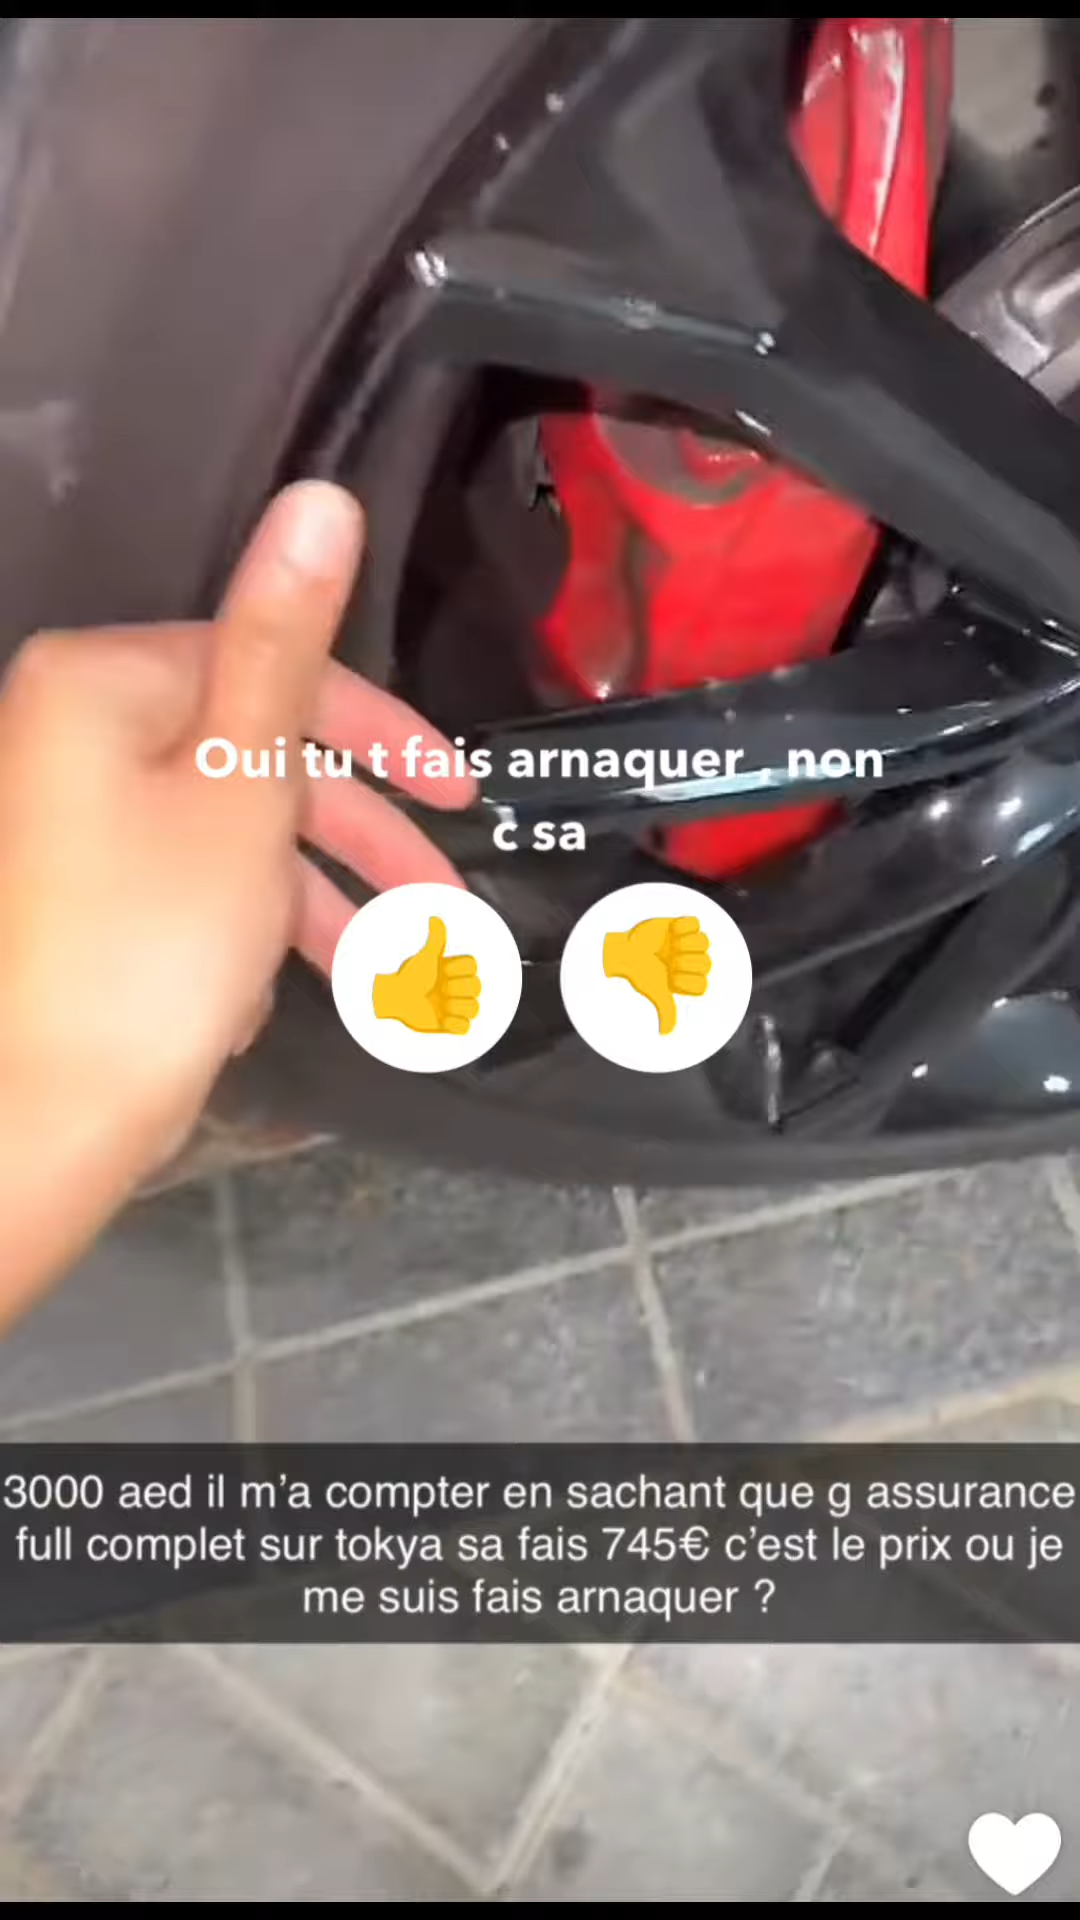 Oui tu t fais arnaquer , non
c sa
3000 aed il m’a compter en sachant que g assurance
full complet sur tokya sa fais 745€ c’est le prix ou je
me suis fais arnaquer ?